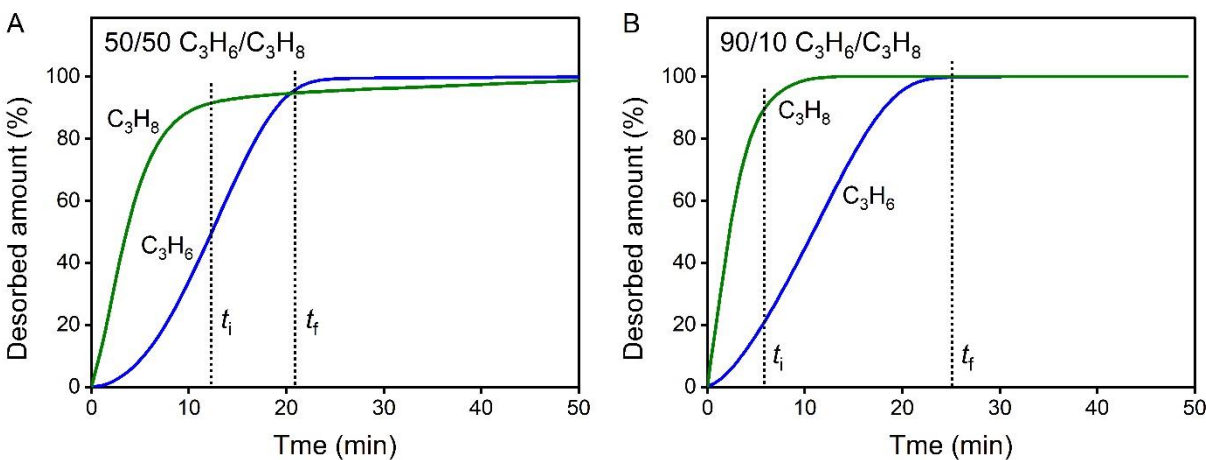 A
50/50 C₃H₆/C₃H₈
100
80
60
40
20
0
Desorbed amount (%)
C₃H₈
C₃H₆
tᵢ
t_f
0 10 20 30 40 50
Tme (min)
B
90/10 C₃H₆/C₃H₈
100
80
60
40
20
0
Desorbed amount (%)
C₃H₈
C₃H₆
tᵢ
t_f
0 10 20 30 40 50
Tme (min)